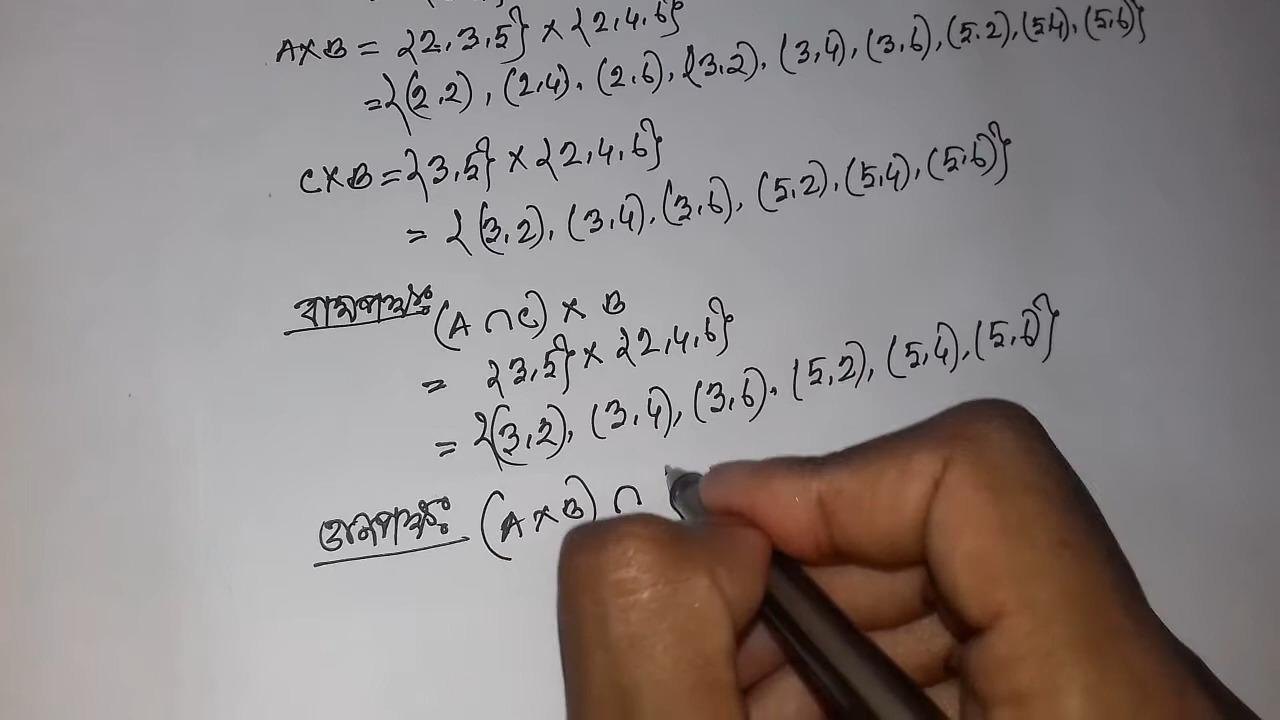 A×B = {2,3,5} × {2,4,6}
={(2,2), (2,4), (2,6), (3,2), (3,4), (3,6), (5,2), (5,4), (5,6)}
C×B = {3,5} × {2,4,6}
= {(3,2), (3,4), (3,6), (5,2), (5,4), (5,6)}
বামপক্ষঃ (A∩C) × B
= {3,5} × {2,4,6}
= {(3,2), (3,4), (3,6), (5,2), (5,4), (5,6)}
ডানপক্ষঃ (A×B) ∩